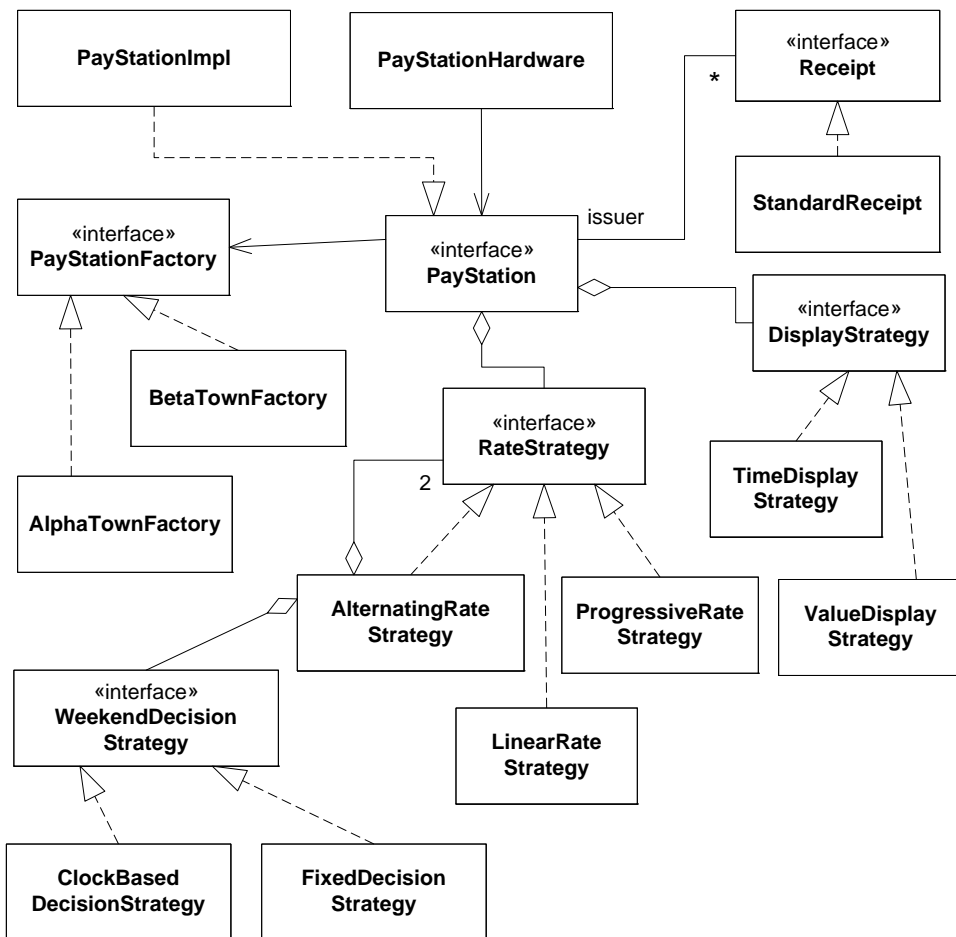 PayStationImpl
PayStationHardware
«interface»
Receipt
*
StandardReceipt
issuer
«interface»
PayStationFactory
«interface»
PayStation
«interface»
DisplayStrategy
BetaTownFactory
AlphaTownFactory
«interface»
RateStrategy
2
TimeDisplay
Strategy
AlternatingRate
Strategy
ProgressiveRate
Strategy
ValueDisplay
Strategy
«interface»
WeekendDecision
Strategy
LinearRate
Strategy
ClockBased
DecisionStrategy
FixedDecision
Strategy